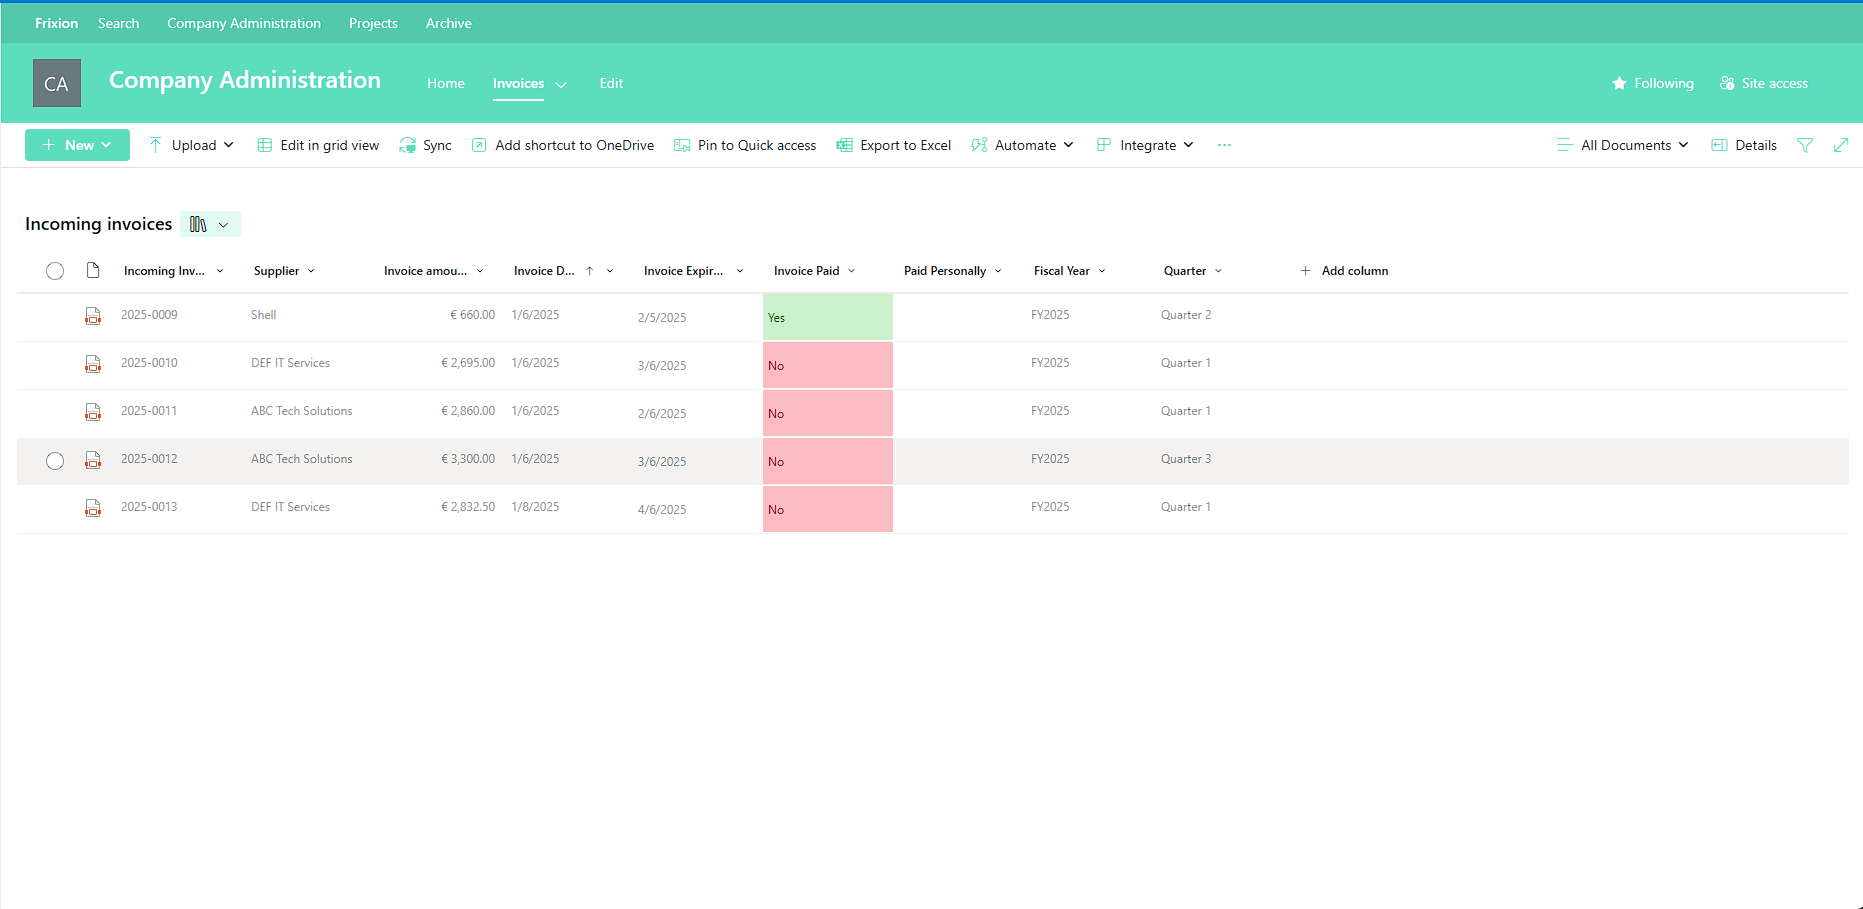 Frixion Search Company Administration Projects Archive
CA Company Administration Home Invoices Edit Following Site access
New Upload Edit in grid view Sync Add shortcut to OneDrive Pin to Quick access Export to Excel Automate Integrate ... All Documents Details
Incoming invoices
Incoming Inv... Supplier Invoice amou... Invoice D... Invoice Expir... Invoice Paid Paid Personally Fiscal Year Quarter + Add column
2025-0009 Shell € 660.00 1/6/2025 2/5/2025 Yes FY2025 Quarter 2
2025-0010 DEF IT Services € 2,695.00 1/6/2025 3/6/2025 No FY2025 Quarter 1
2025-0011 ABC Tech Solutions € 2,860.00 1/6/2025 2/6/2025 No FY2025 Quarter 1
2025-0012 ABC Tech Solutions € 3,300.00 1/6/2025 3/6/2025 No FY2025 Quarter 3
2025-0013 DEF IT Services € 2,832.50 1/8/2025 4/6/2025 No FY2025 Quarter 1